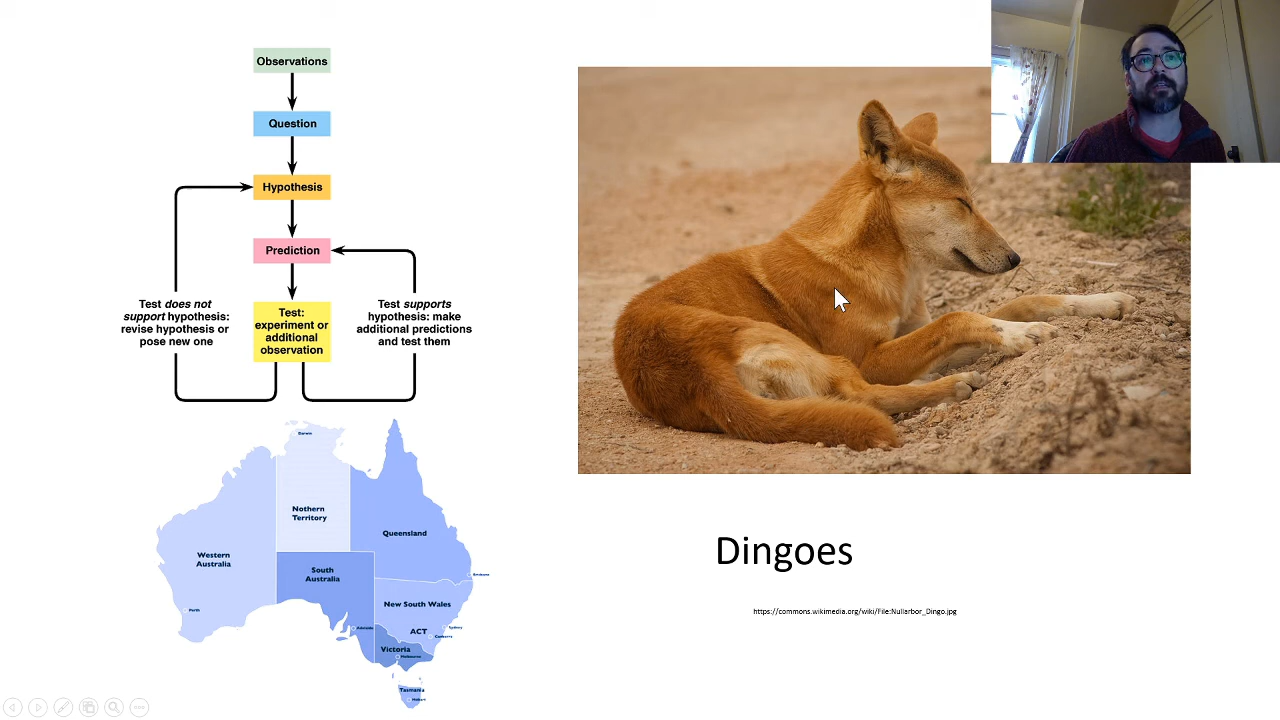 Observations
Question
Hypothesis
Prediction
Test does not
support hypothesis:
revise hypothesis or
pose new one
Test:
experiment or
additional
observation
Test supports
hypothesis: make
additional predictions
and test them
Darwin
Nothern
Territory
Queensland
Western
Australia
South
Australia
Brisbane
New South Wales
Perth
Adelaide
Sydney
ACT
Canberra
Victoria
Melbourne
Tasmania
Hobart
Dingoes
https://commons.wikimedia.org/wiki/File:Nullarbor_Dingo.jpg